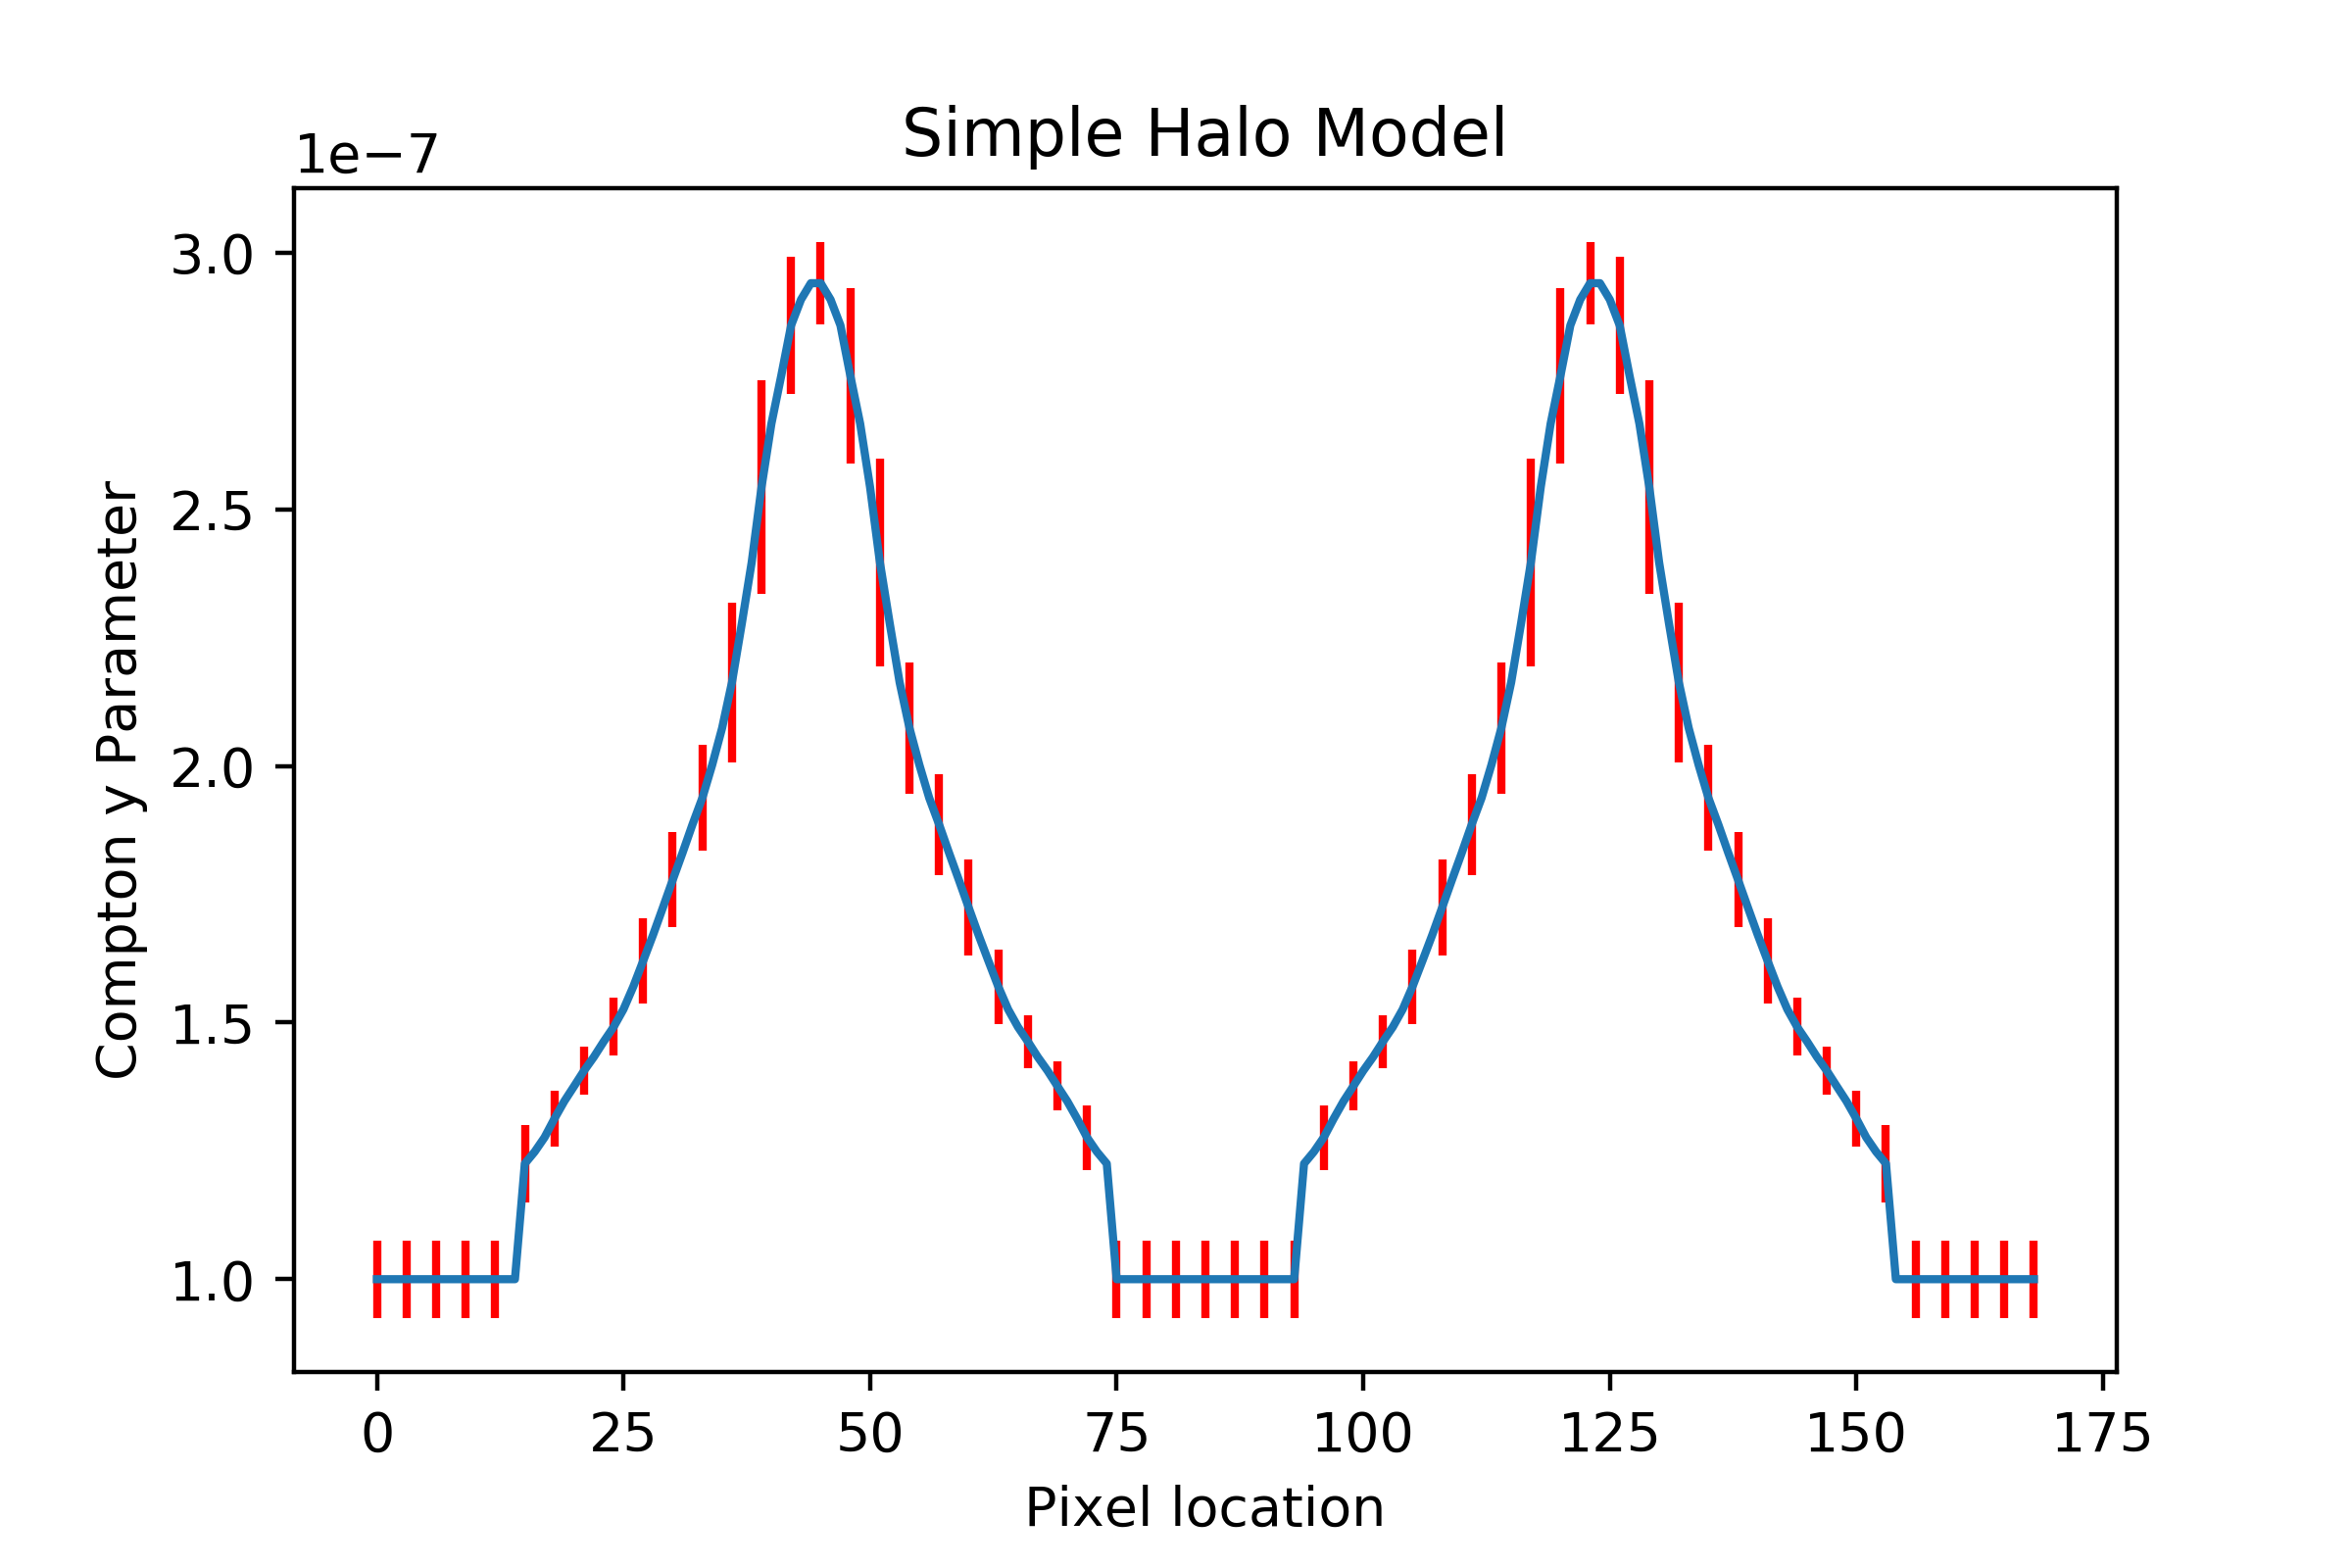 Simple Halo Model
1e−7
3.0
2.5
2.0
1.5
1.0
Compton y Parameter
0 25 50 75 100 125 150 175
Pixel location